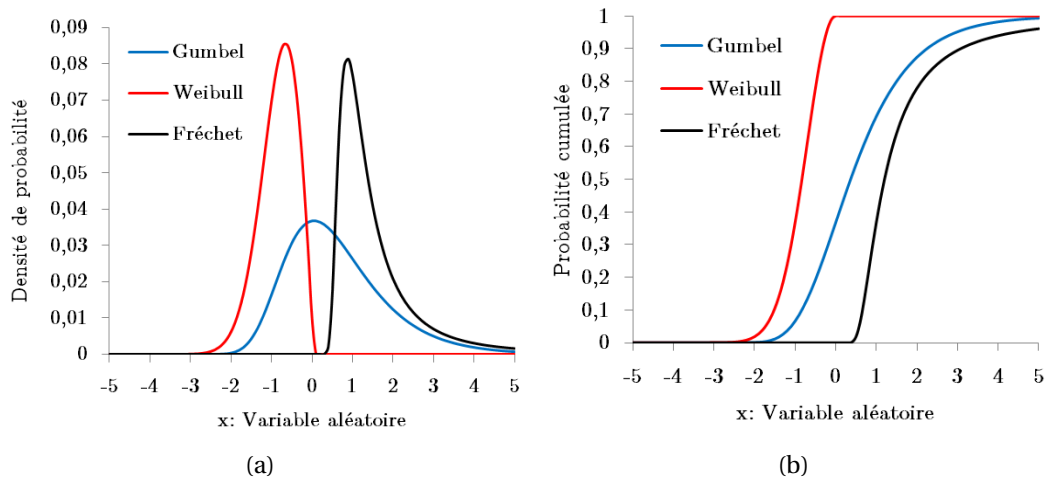 0,09
0,08
0,07
0,06
0,05
0,04
0,03
0,02
0,01
0
Densité de probabilité
Gumbel
Weibull
Fréchet
-5 -4 -3 -2 -1 0 1 2 3 4 5
x: Variable aléatoire
(a)
1
0,9
0,8
0,7
0,6
0,5
0,4
0,3
0,2
0,1
0
Probabilité cumulée
Gumbel
Weibull
Fréchet
-5 -4 -3 -2 -1 0 1 2 3 4 5
x: Variable aléatoire
(b)